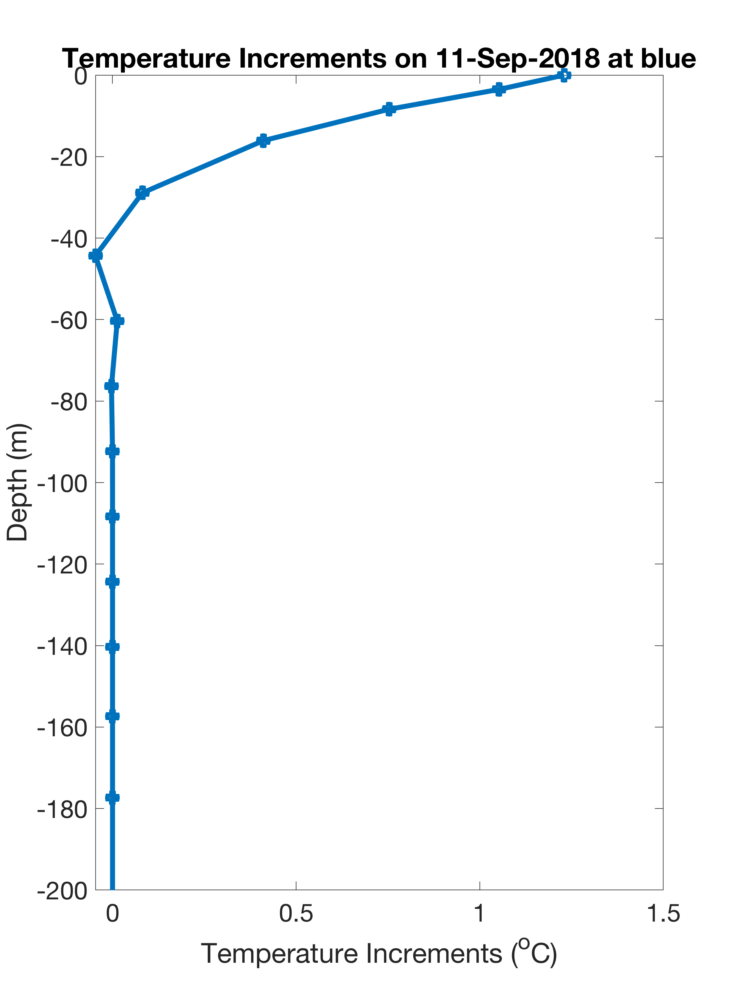 Temperature Increments on 11-Sep-2018 at blue
0
-20
-40
-60
-80
-100
-120
-140
-160
-180
-200
Depth (m)
0 0.5 1 1.5
Temperature Increments (°C)